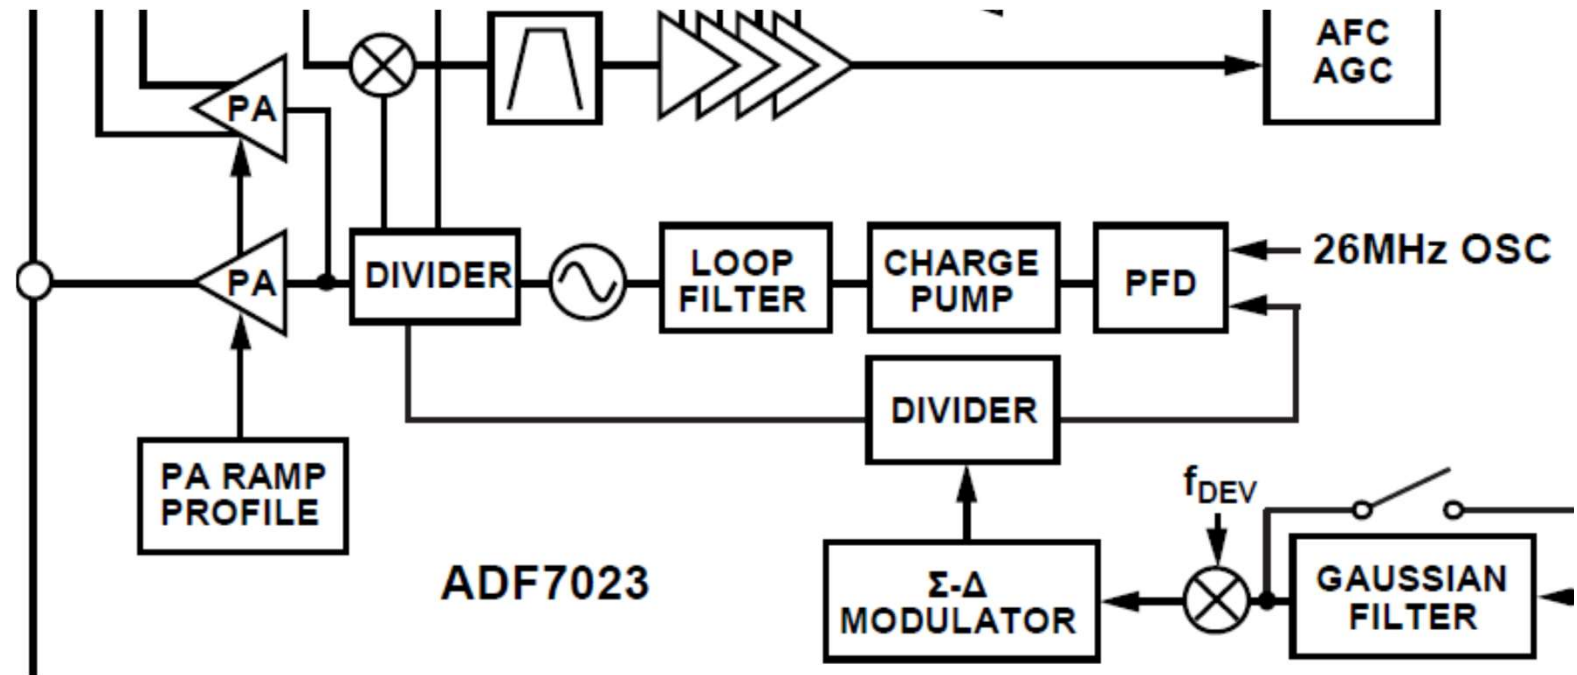 AFC
AGC
PA
PA
DIVIDER
LOOP
FILTER
CHARGE
PUMP
PFD
26MHz OSC
DIVIDER
PA RAMP
PROFILE
fDEV
ADF7023
Σ-Δ
MODULATOR
GAUSSIAN
FILTER